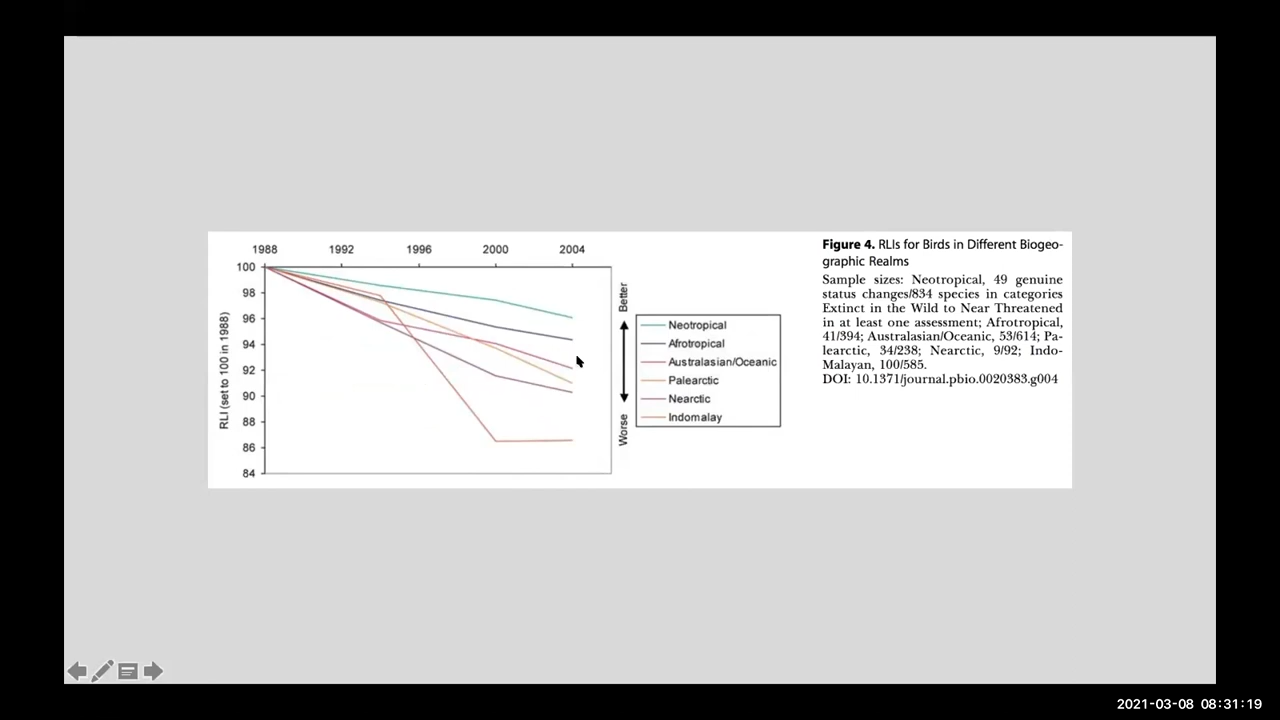 1988 1992 1996 2000 2004
100
98
96
94
92
90
88
86
84
RLI (set to 100 in 1988)
Better
Worse
Neotropical
Afrotropical
Australasian/Oceanic
Palearctic
Nearctic
Indomalay
Figure 4. RLIs for Birds in Different Biogeo-
graphic Realms
Sample sizes: Neotropical, 49 genuine
status changes/834 species in categories
Extinct in the Wild to Near Threatened
in at least one assessment; Afrotropical,
41/394; Australasian/Oceanic, 53/614; Pa-
learctic, 34/238; Nearctic, 9/92; Indo-
Malayan, 100/585.
DOI: 10.1371/journal.pbio.0020383.g004
2021-03-08 08:31:19